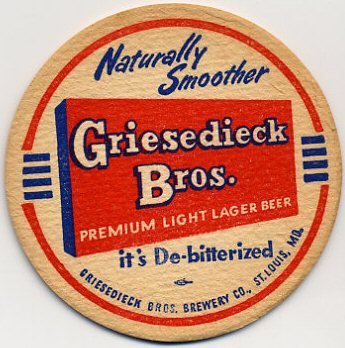 Naturally
Smoother
Griesedieck
Bros.
PREMIUM LIGHT LAGER BEER
it's De-bitterized
GRIESEDIECK BROS. BREWERY CO., ST. LOUIS, MO.